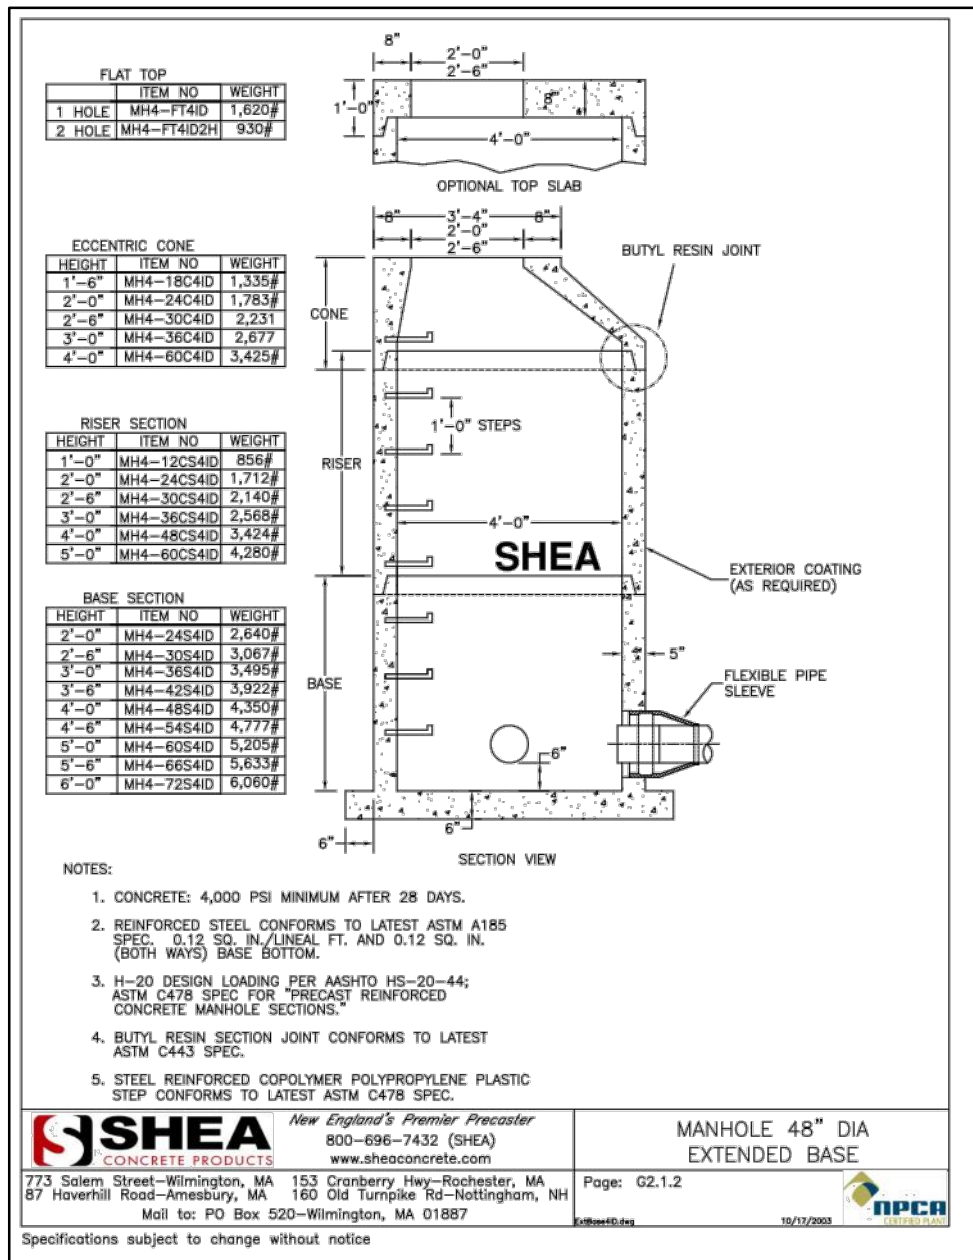 FLAT TOP
ITEM NO WEIGHT
1 HOLE MH4-FT4ID 1,620#
2 HOLE MH4-FT4ID2H 930#
8"
2'-0"
2'-6"
1'-0"
8"
4'-0"
OPTIONAL TOP SLAB
ECCENTRIC CONE
HEIGHT ITEM NO WEIGHT
1'-6" MH4-18C4ID 1,335#
2'-0" MH4-24C4ID 1,783#
2'-6" MH4-30C4ID 2,231
3'-0" MH4-36C4ID 2,677
4'-0" MH4-60C4ID 3,425#
8" 3'-4" 8"
2'-0"
2'-6"
BUTYL RESIN JOINT
CONE
RISER SECTION
HEIGHT ITEM NO WEIGHT
1'-0" MH4-12CS4ID 856#
2'-0" MH4-24CS4ID 1,712#
2'-6" MH4-30CS4ID 2,140#
3'-0" MH4-36CS4ID 2,568#
4'-0" MH4-48CS4ID 3,424#
5'-0" MH4-60CS4ID 4,280#
1'-0" STEPS
RISER
4'-0"
SHEA
EXTERIOR COATING
(AS REQUIRED)
BASE SECTION
HEIGHT ITEM NO WEIGHT
2'-0" MH4-24S4ID 2,640#
2'-6" MH4-30S4ID 3,067#
3'-0" MH4-36S4ID 3,495#
3'-6" MH4-42S4ID 3,922#
4'-0" MH4-48S4ID 4,350#
4'-6" MH4-54S4ID 4,777#
5'-0" MH4-60S4ID 5,205#
5'-6" MH4-66S4ID 5,633#
6'-0" MH4-72S4ID 6,060#
5"
BASE
FLEXIBLE PIPE
SLEEVE
6"
6"
6"
SECTION VIEW
NOTES:
1. CONCRETE: 4,000 PSI MINIMUM AFTER 28 DAYS.
2. REINFORCED STEEL CONFORMS TO LATEST ASTM A185
SPEC. 0.12 SQ. IN./LINEAL FT. AND 0.12 SQ. IN.
(BOTH WAYS) BASE BOTTOM.
3. H-20 DESIGN LOADING PER AASHTO HS-20-44;
ASTM C478 SPEC FOR "PRECAST REINFORCED
CONCRETE MANHOLE SECTIONS."
4. BUTYL RESIN SECTION JOINT CONFORMS TO LATEST
ASTM C443 SPEC.
5. STEEL REINFORCED COPOLYMER POLYPROPYLENE PLASTIC
STEP CONFORMS TO LATEST ASTM C478 SPEC.
SHEA
CONCRETE PRODUCTS
New England's Premier Precaster
800-696-7432 (SHEA)
www.sheaconcrete.com
MANHOLE 48" DIA
EXTENDED BASE
773 Salem Street-Wilmington, MA 153 Cranberry Hwy-Rochester, MA
87 Haverhill Road-Amesbury, MA 160 Old Turnpike Rd-Nottingham, NH
Mail to: PO Box 520-Wilmington, MA 01887
Page: G2.1.2
ExtBase4ID.dwg 10/17/2003
NPCA
CERTIFIED PLANT
Specifications subject to change without notice